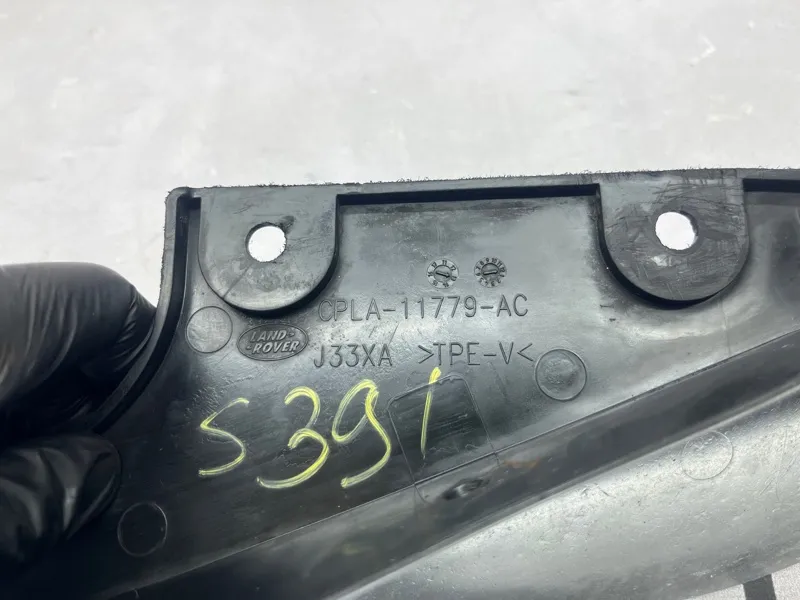 CPLA-11779-AC
LAND-
-ROVER
J33XA >TPE-V<
S391